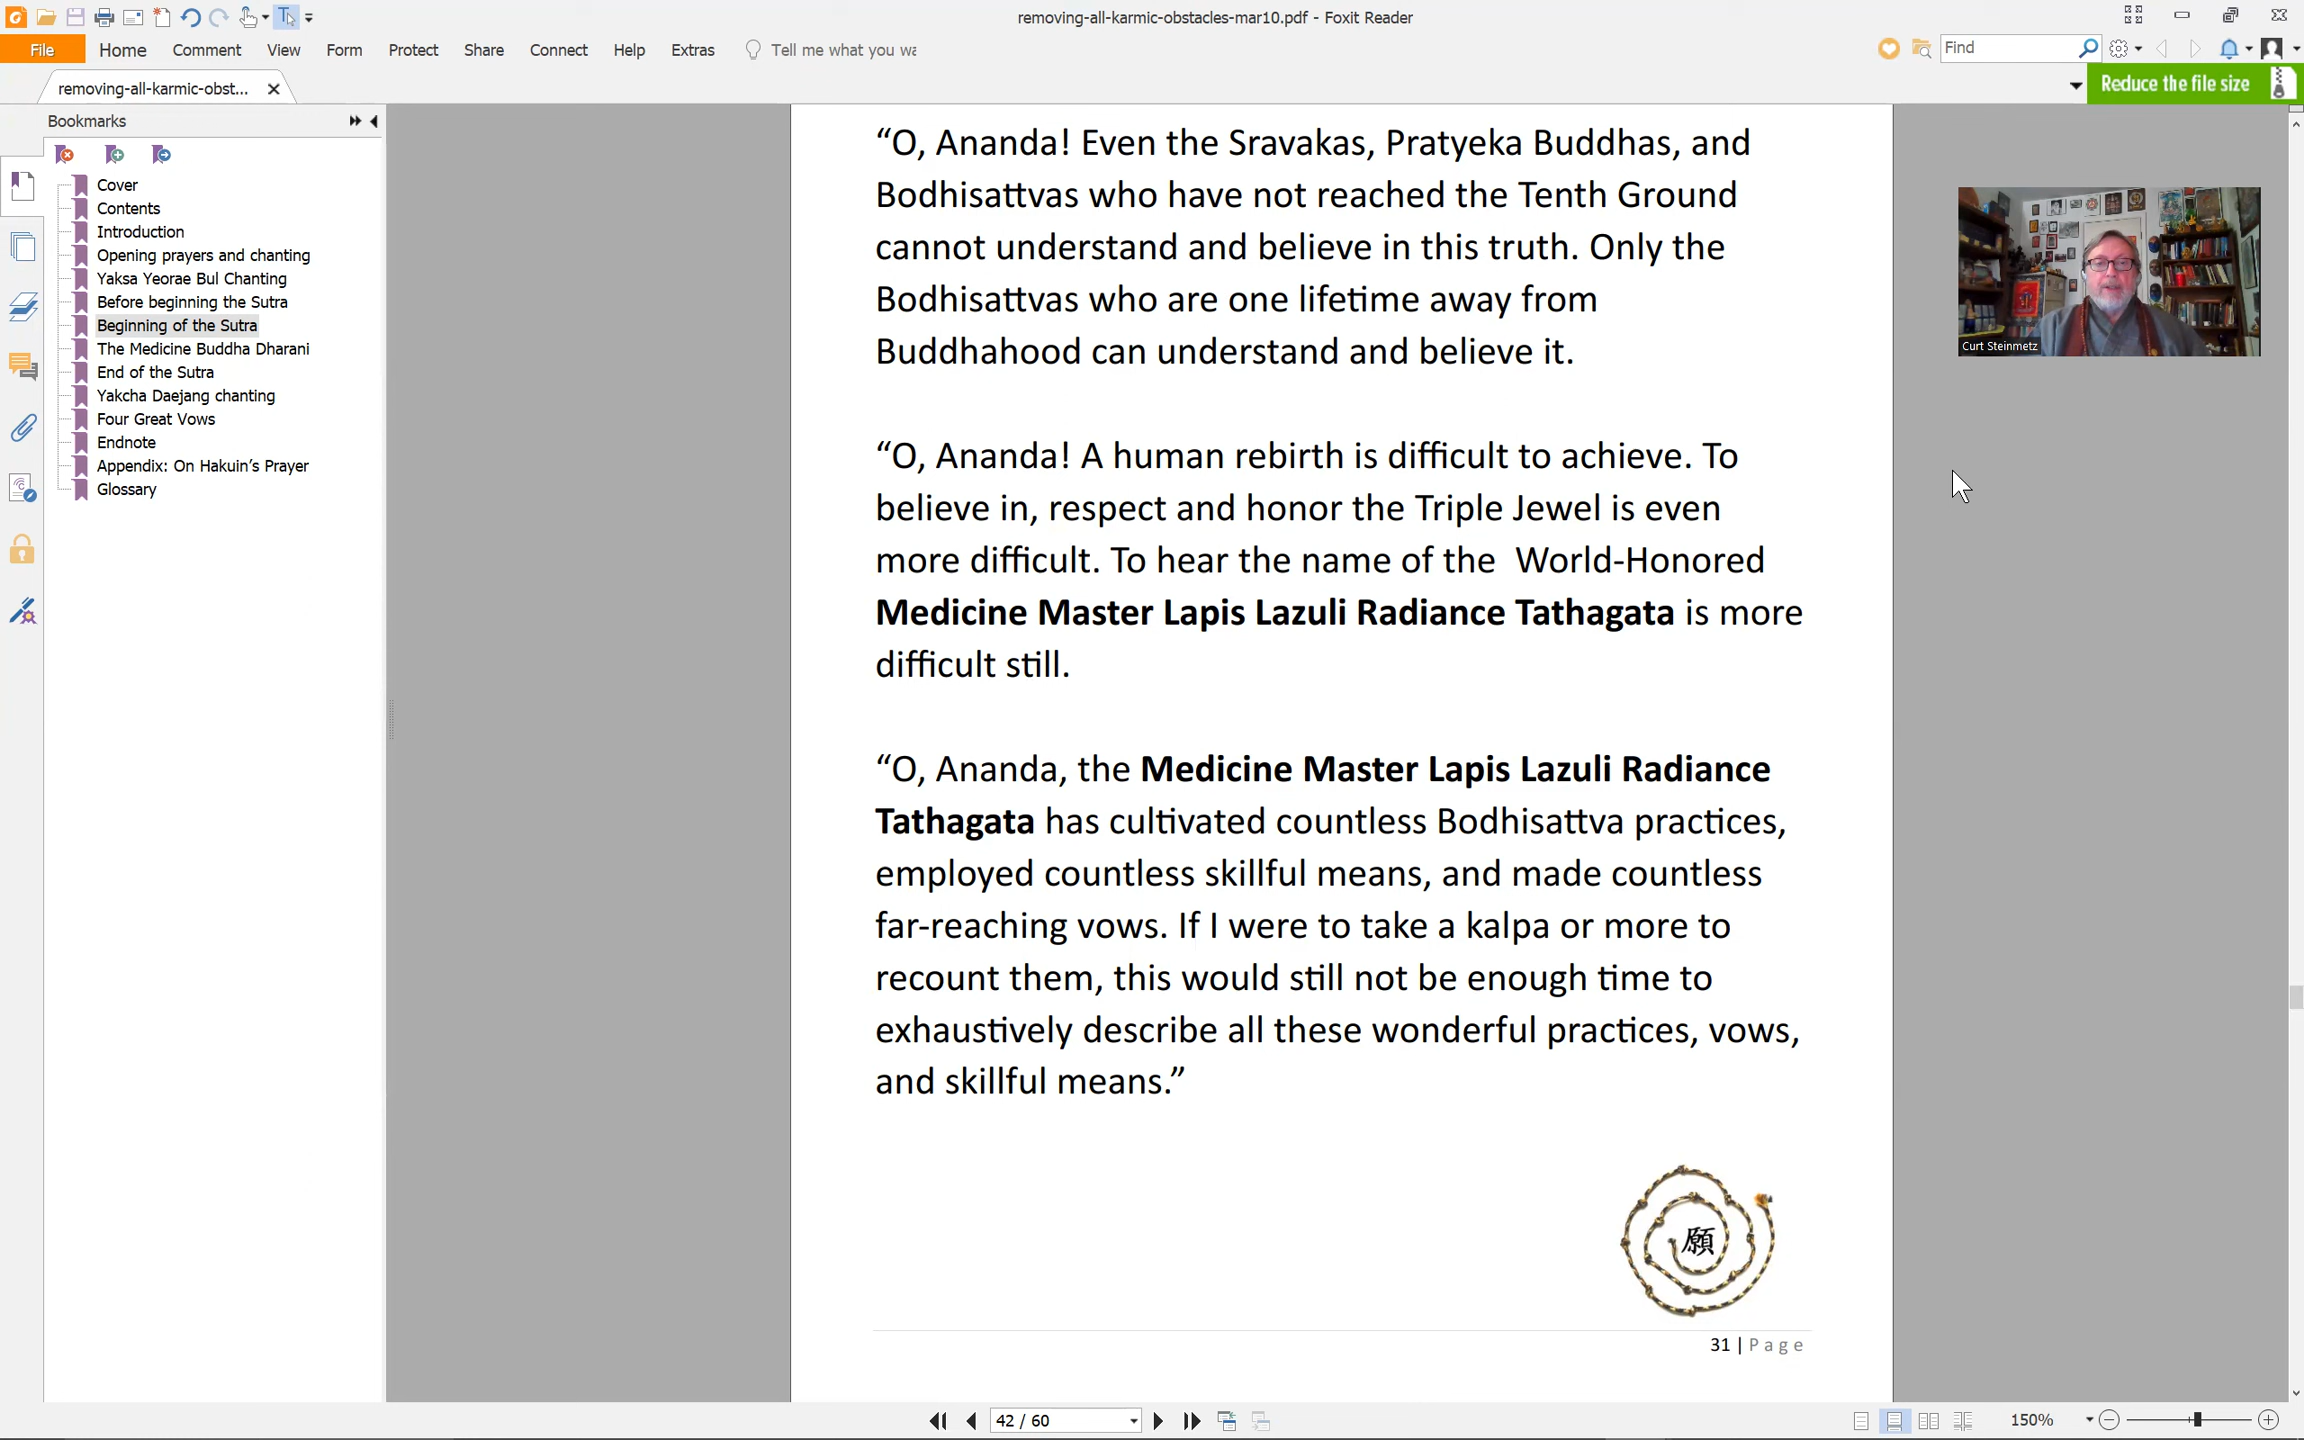 removing-all-karmic-obstacles-mar10.pdf - Foxit Reader
File Home Comment View Form Protect Share Connect Help Extras Tell me what you wa
Find
removing-all-karmic-obst...
Reduce the file size
Bookmarks
Cover
Contents
Introduction
Opening prayers and chanting
Yaksa Yeorae Bul Chanting
Before beginning the Sutra
Beginning of the Sutra
The Medicine Buddha Dharani
End of the Sutra
Yakcha Daejang chanting
Four Great Vows
Endnote
Appendix: On Hakuin’s Prayer
Glossary
“O, Ananda! Even the Sravakas, Pratyeka Buddhas, and
Bodhisattvas who have not reached the Tenth Ground
cannot understand and believe in this truth. Only the
Bodhisattvas who are one lifetime away from
Buddhahood can understand and believe it.
“O, Ananda! A human rebirth is difficult to achieve. To
believe in, respect and honor the Triple Jewel is even
more difficult. To hear the name of the World-Honored
Medicine Master Lapis Lazuli Radiance Tathagata is more
difficult still.
“O, Ananda, the Medicine Master Lapis Lazuli Radiance
Tathagata has cultivated countless Bodhisattva practices,
employed countless skillful means, and made countless
far-reaching vows. If I were to take a kalpa or more to
recount them, this would still not be enough time to
exhaustively describe all these wonderful practices, vows,
and skillful means.”
願
31 | Page
Curt Steinmetz
42 / 60
150%